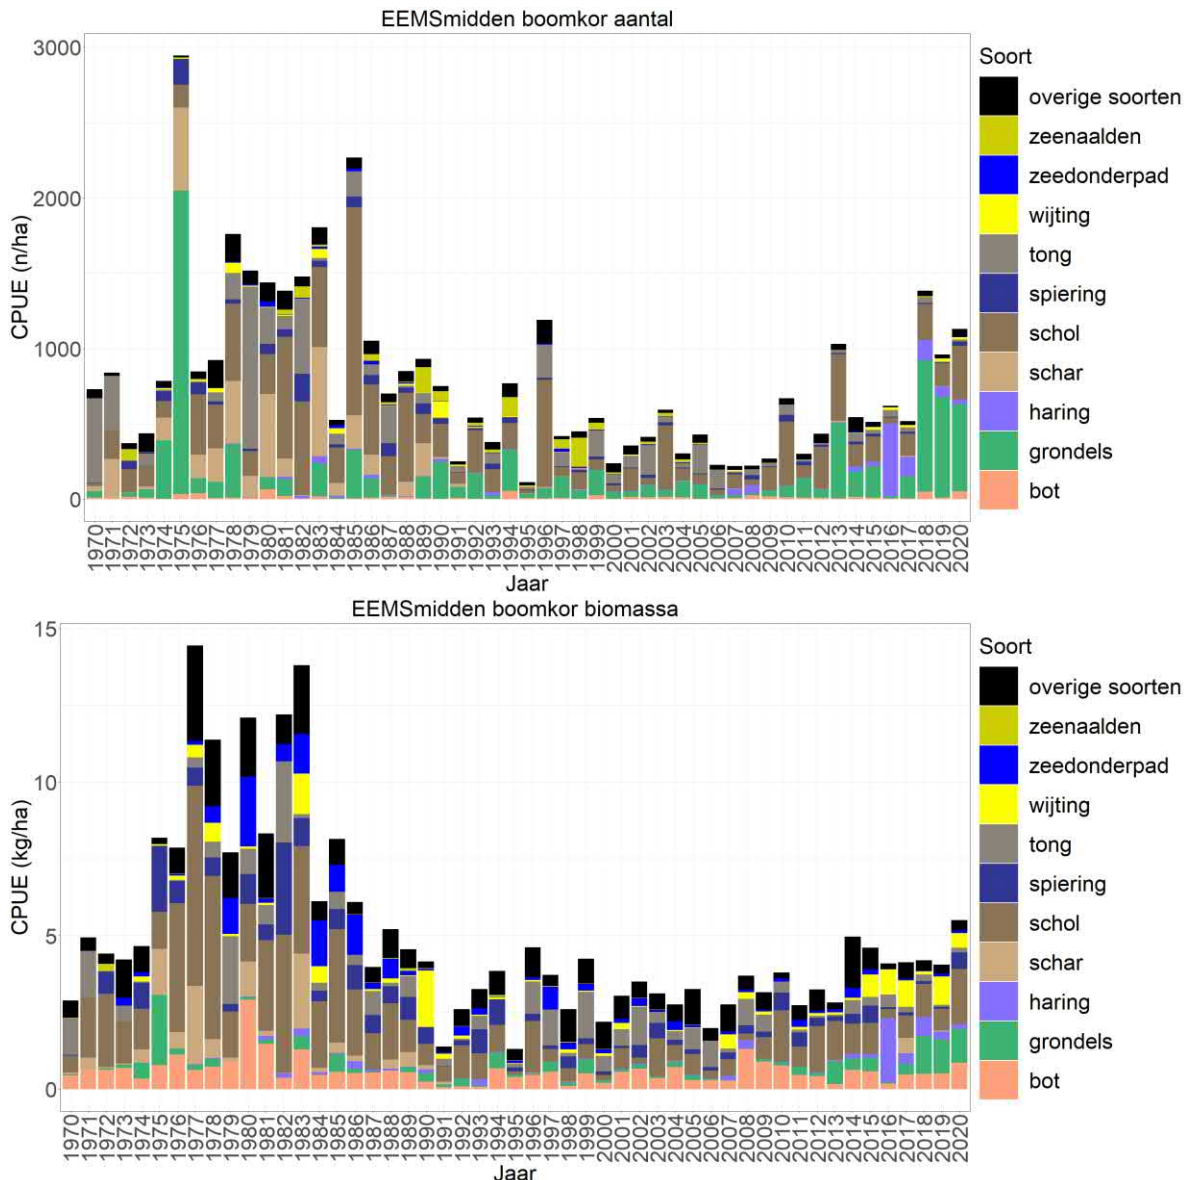 EEMSmidden boomkor aantal
3000
2000
1000
0
CPUE (n/ha)
1970 1971 1972 1973 1974 1975 1976 1977 1978 1979 1980 1981 1982 1983 1984 1985 1986 1987 1988 1989 1990 1991 1992 1993 1994 1995 1996 1997 1998 1999 2000 2001 2002 2003 2004 2005 2006 2007 2008 2009 2010 2011 2012 2013 2014 2015 2016 2017 2018 2019 2020
Jaar
Soort
overige soorten
zeenaalden
zeedonderpad
wijting
tong
spiering
schol
schar
haring
grondels
bot
EEMSmidden boomkor biomassa
15
10
5
0
CPUE (kg/ha)
1970 1971 1972 1973 1974 1975 1976 1977 1978 1979 1980 1981 1982 1983 1984 1985 1986 1987 1988 1989 1990 1991 1992 1993 1994 1995 1996 1997 1998 1999 2000 2001 2002 2003 2004 2005 2006 2007 2008 2009 2010 2011 2012 2013 2014 2015 2016 2017 2018 2019 2020
Jaar
Soort
overige soorten
zeenaalden
zeedonderpad
wijting
tong
spiering
schol
schar
haring
grondels
bot